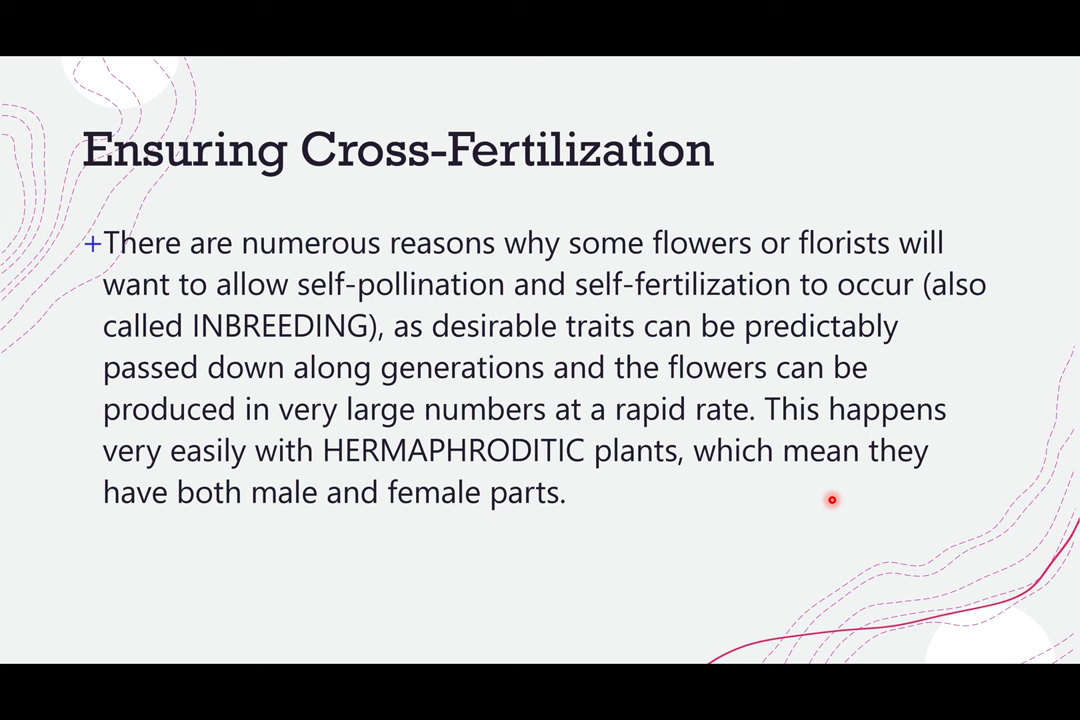 Ensuring Cross-Fertilization
+There are numerous reasons why some flowers or florists will
want to allow self-pollination and self-fertilization to occur (also
called INBREEDING), as desirable traits can be predictably
passed down along generations and the flowers can be
produced in very large numbers at a rapid rate. This happens
very easily with HERMAPHRODITIC plants, which mean they
have both male and female parts.